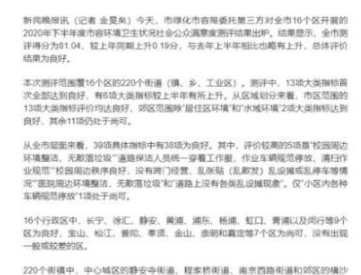 新民晚报讯（记者 金旻矣）今天，市绿化市容局委托第三方对全市16个区开展的
2020年下半年度市容环境卫生状况社会公众满意度测评结果出炉。结果显示，全市测
评得分为81.04，较上年同期上升0.19分，与去年上半年相比也略有上升，总体评价
结果为良好。
本次测评范围覆16个区的220个街道（镇、乡、工业区）。测评中，13项大类指标首
次全部达到良好，有6项大类指标较上半年有所上升。从区域划分来看，市区范围的
13项大类指标评价均达良好，郊区范围除“居住区环境”和“水域环境”2项大类指标达到
良好，其余11项仍处于尚可。
从全市层面来看，39项具体指标中有38项为良好。其中，评价较高的5项是“校园周边
环境整洁、无散落垃圾”“道路保洁人员统一穿着工作服、作业车辆规范停放、清扫作
业规范”“校园周边秩序良好，没有跨门经营、乱张贴（乱散发）乱设摊或乱停车等情
况”“医院周边环境整洁、无散落垃圾”和“道路上没有各类乱设摊现象”。仅“小区内各种
车辆规范停放”1项处于尚可。
16个行政区中，长宁、徐汇、静安、黄浦、浦东、杨浦、虹口、青浦以及闵行等9个
区为良好，宝山、松江、普陀、奉贤、金山、崇明和嘉定等7个区为尚可，没有出现
一般或较差的区。
220个街镇中，中心城区的静安寺街道、程家桥街道、南京西路街道和郊区的横沙